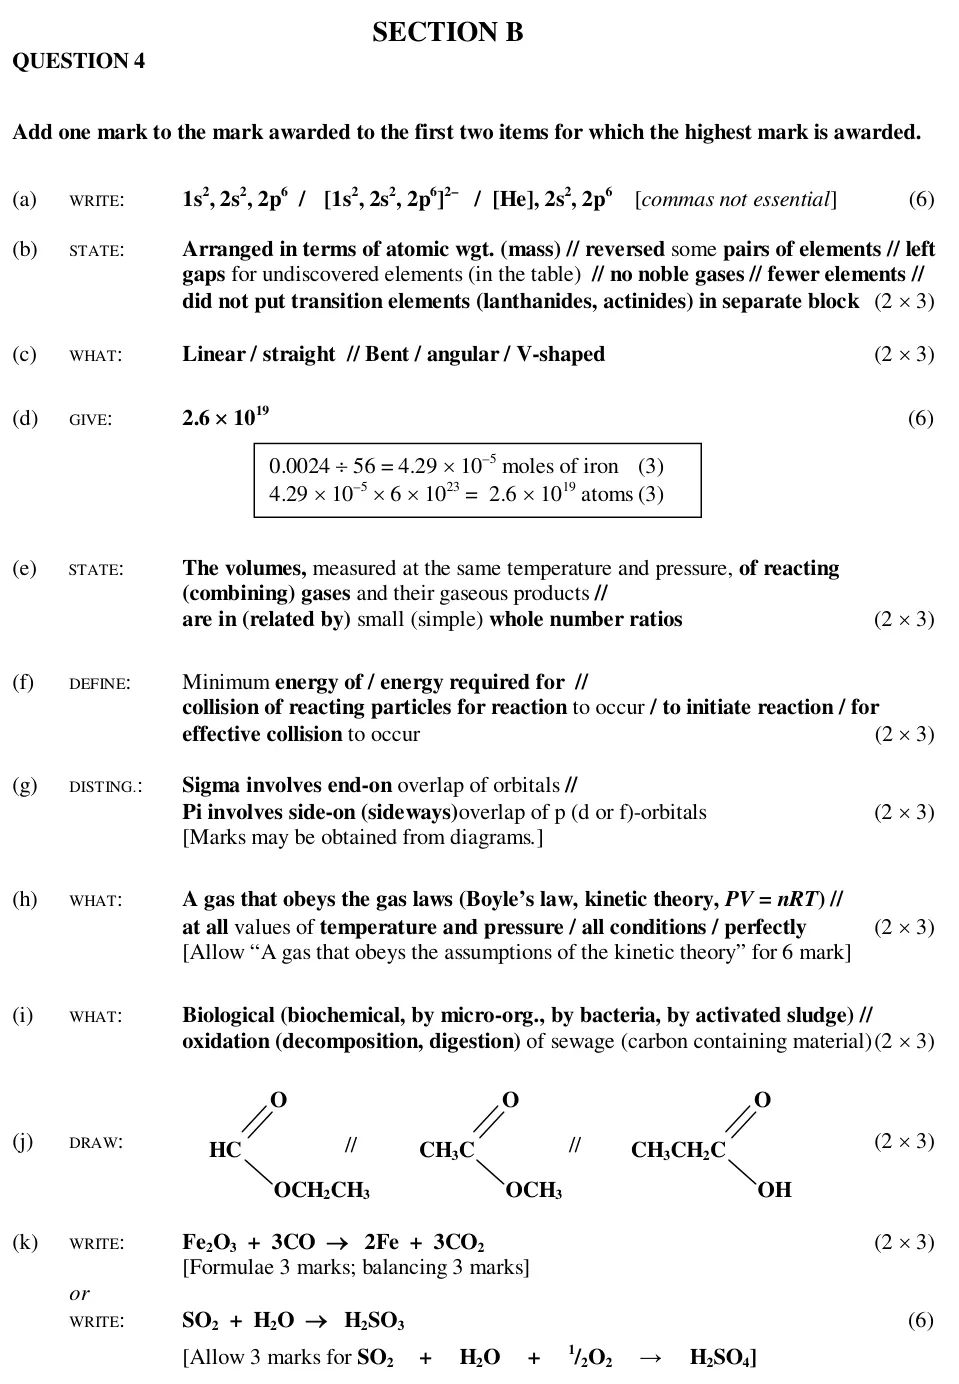 SECTION B
QUESTION 4
Add one mark to the mark awarded to the first two items for which the highest mark is awarded.
(a) WRITE: 1s², 2s², 2p⁶ / [1s², 2s², 2p⁶]²⁻ / [He], 2s², 2p⁶ [commas not essential] (6)
(b) STATE: Arranged in terms of atomic wgt. (mass) // reversed some pairs of elements // left
gaps for undiscovered elements (in the table) // no noble gases // fewer elements //
did not put transition elements (lanthanides, actinides) in separate block (2 × 3)
(c) WHAT: Linear / straight // Bent / angular / V-shaped (2 × 3)
(d) GIVE: 2.6 × 10¹⁹ (6)
0.0024 ÷ 56 = 4.29 × 10⁻⁵ moles of iron (3)
4.29 × 10⁻⁵ × 6 × 10²³ = 2.6 × 10¹⁹ atoms (3)
(e) STATE: The volumes, measured at the same temperature and pressure, of reacting
(combining) gases and their gaseous products //
are in (related by) small (simple) whole number ratios (2 × 3)
(f) DEFINE: Minimum energy of / energy required for //
collision of reacting particles for reaction to occur / to initiate reaction / for
effective collision to occur (2 × 3)
(g) DISTING.: Sigma involves end-on overlap of orbitals //
Pi involves side-on (sideways)overlap of p (d or f)-orbitals (2 × 3)
[Marks may be obtained from diagrams.]
(h) WHAT: A gas that obeys the gas laws (Boyle’s law, kinetic theory, PV = nRT) //
at all values of temperature and pressure / all conditions / perfectly (2 × 3)
[Allow “A gas that obeys the assumptions of the kinetic theory” for 6 mark]
(i) WHAT: Biological (biochemical, by micro-org., by bacteria, by activated sludge) //
oxidation (decomposition, digestion) of sewage (carbon containing material) (2 × 3)
O O O
(j) DRAW: HC // CH₃C // CH₃CH₂C (2 × 3)
OCH₂CH₃ OCH₃ OH
(k) WRITE: Fe₂O₃ + 3CO → 2Fe + 3CO₂ (2 × 3)
[Formulae 3 marks; balancing 3 marks]
or
WRITE: SO₂ + H₂O → H₂SO₃ (6)
[Allow 3 marks for SO₂ + H₂O + ¹/₂O₂ → H₂SO₄]